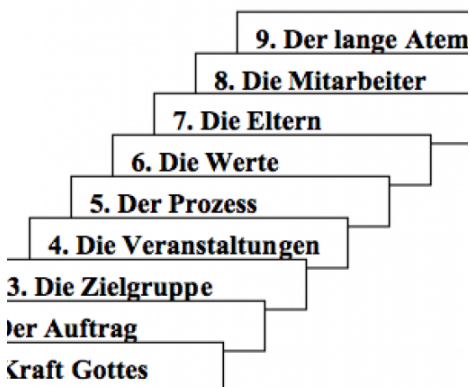 9. Der lange Atem
8. Die Mitarbeiter
7. Die Eltern
6. Die Werte
5. Der Prozess
4. Die Veranstaltungen
3. Die Zielgruppe
Der Auftrag
Kraft Gottes